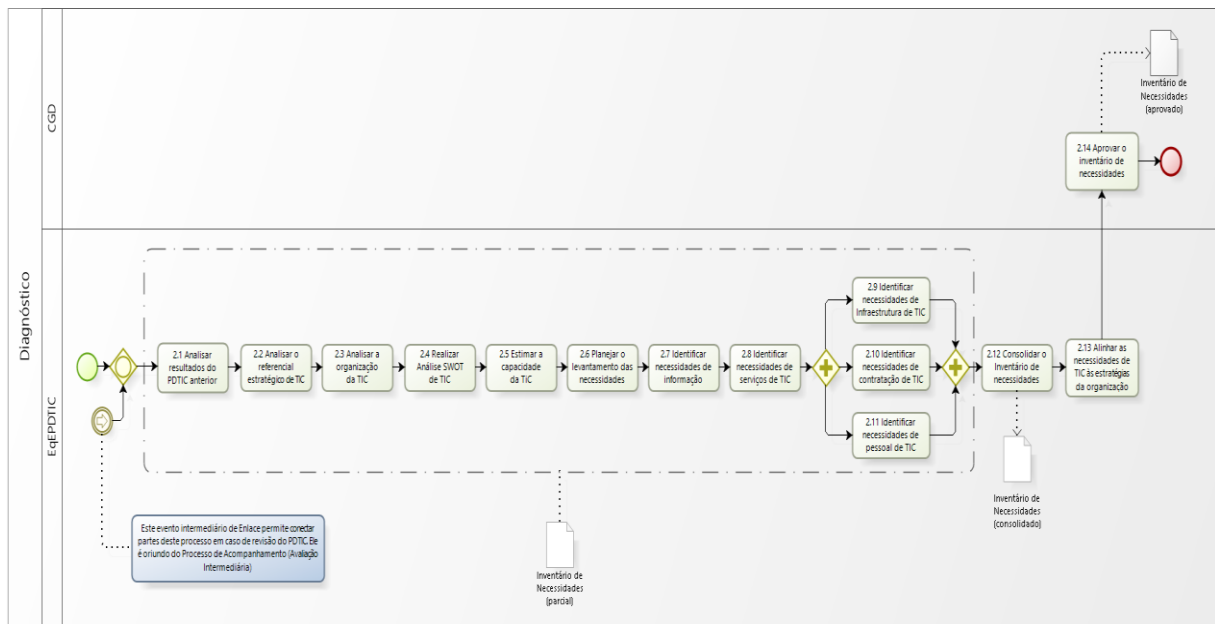 Diagnóstico
CGD
EqEPDTIC
Inventário de
Necessidades
(aprovado)
2.14 Aprovar o
inventário de
necessidades
2.1 Analisar
resultados do
PDTIC anterior
2.2 Analisar o
referencial
estratégico de TIC
2.3 Analisar a
organização
da TIC
2.4 Realizar
Análise SWOT
de TIC
2.5 Estimar a
capacidade
da TIC
2.6 Planejar o
levantamento das
necessidades
2.7 Identificar
necessidades de
informação
2.8 Identificar
necessidades de
serviços de TIC
2.9 Identificar
necessidades de
Infraestrutura de TIC
2.10 Identificar
necessidades de
contratação de TIC
2.11 Identificar
necessidades de
pessoal de TIC
2.12 Consolidar o
Inventário de
necessidades
2.13 Alinhar as
necessidades de
TIC às estratégias
da organização
Inventário de
Necessidades
(consolidado)
Este evento intermediário de Enlace permite conectar
partes deste processo em caso de revisão do PDTIC. Ele
é oriundo do Processo de Acompanhamento (Avaliação
Intermediária)
Inventário de
Necessidades
(parcial)